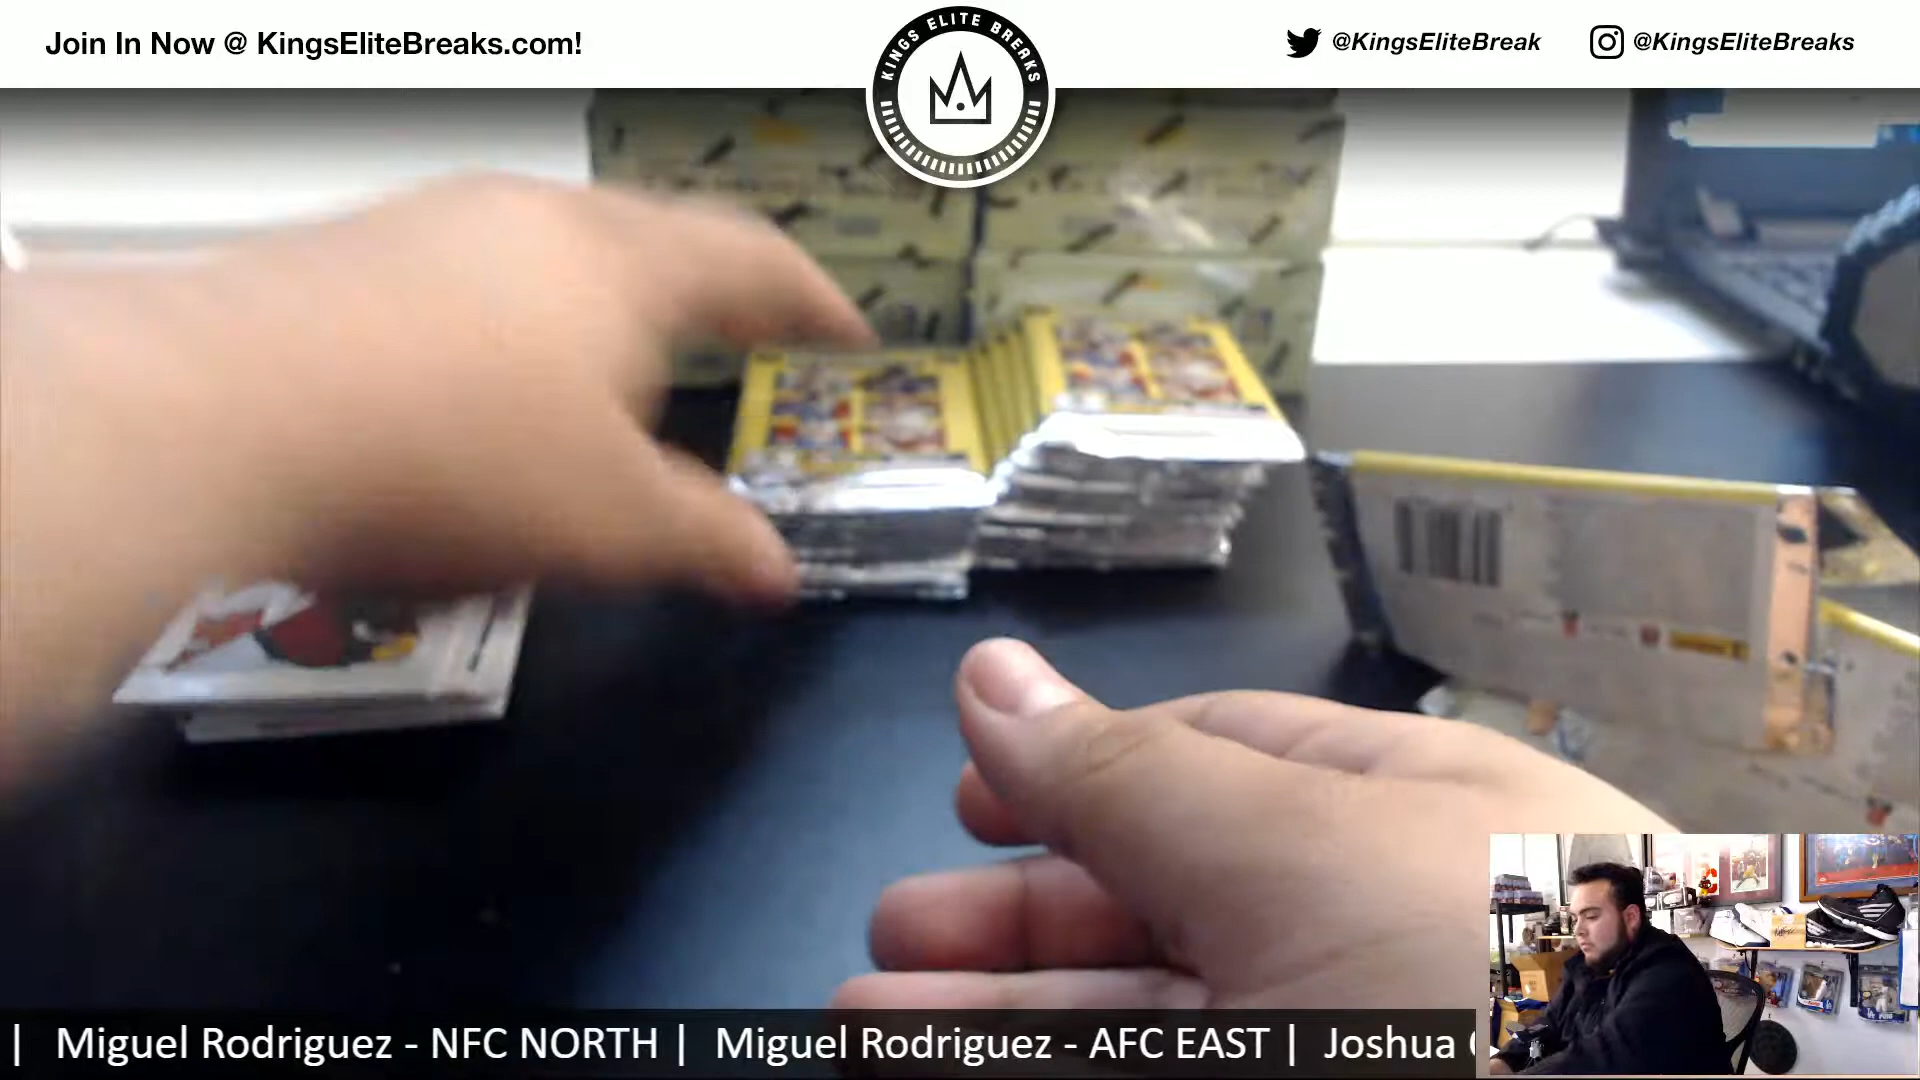 Join In Now @ KingsEliteBreaks.com!
KINGS ELITE BREAKS
@KingsEliteBreak
@KingsEliteBreaks
| Miguel Rodriguez - NFC NORTH | Miguel Rodriguez - AFC EAST | Joshua